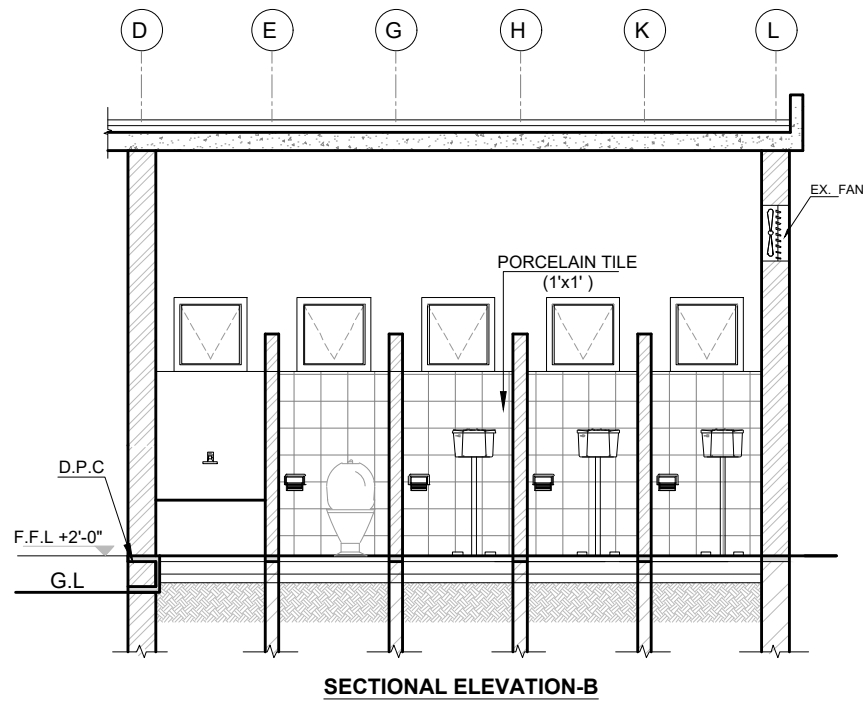 D E G H K L
EX. FAN
PORCELAIN TILE
(1'x1' )
D.P.C
F.F.L +2'-0"
G.L
SECTIONAL ELEVATION-B